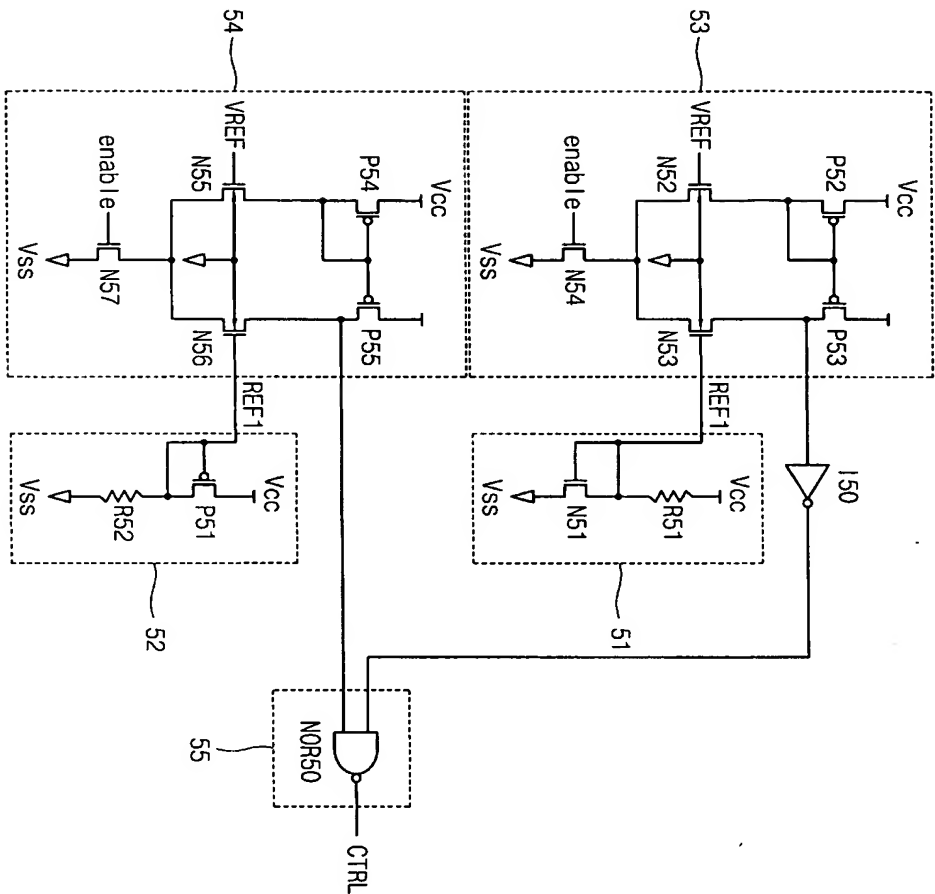 53
Vcc
P52
P53
VREF
N52
N53
REF1
enable
N54
Vss
I50
Vcc
R51
N51
Vss
51
54
Vcc
P54
P55
VREF
N55
N56
REF1
enable
N57
Vss
Vcc
P51
R52
Vss
52
NOR50
55
CTRL